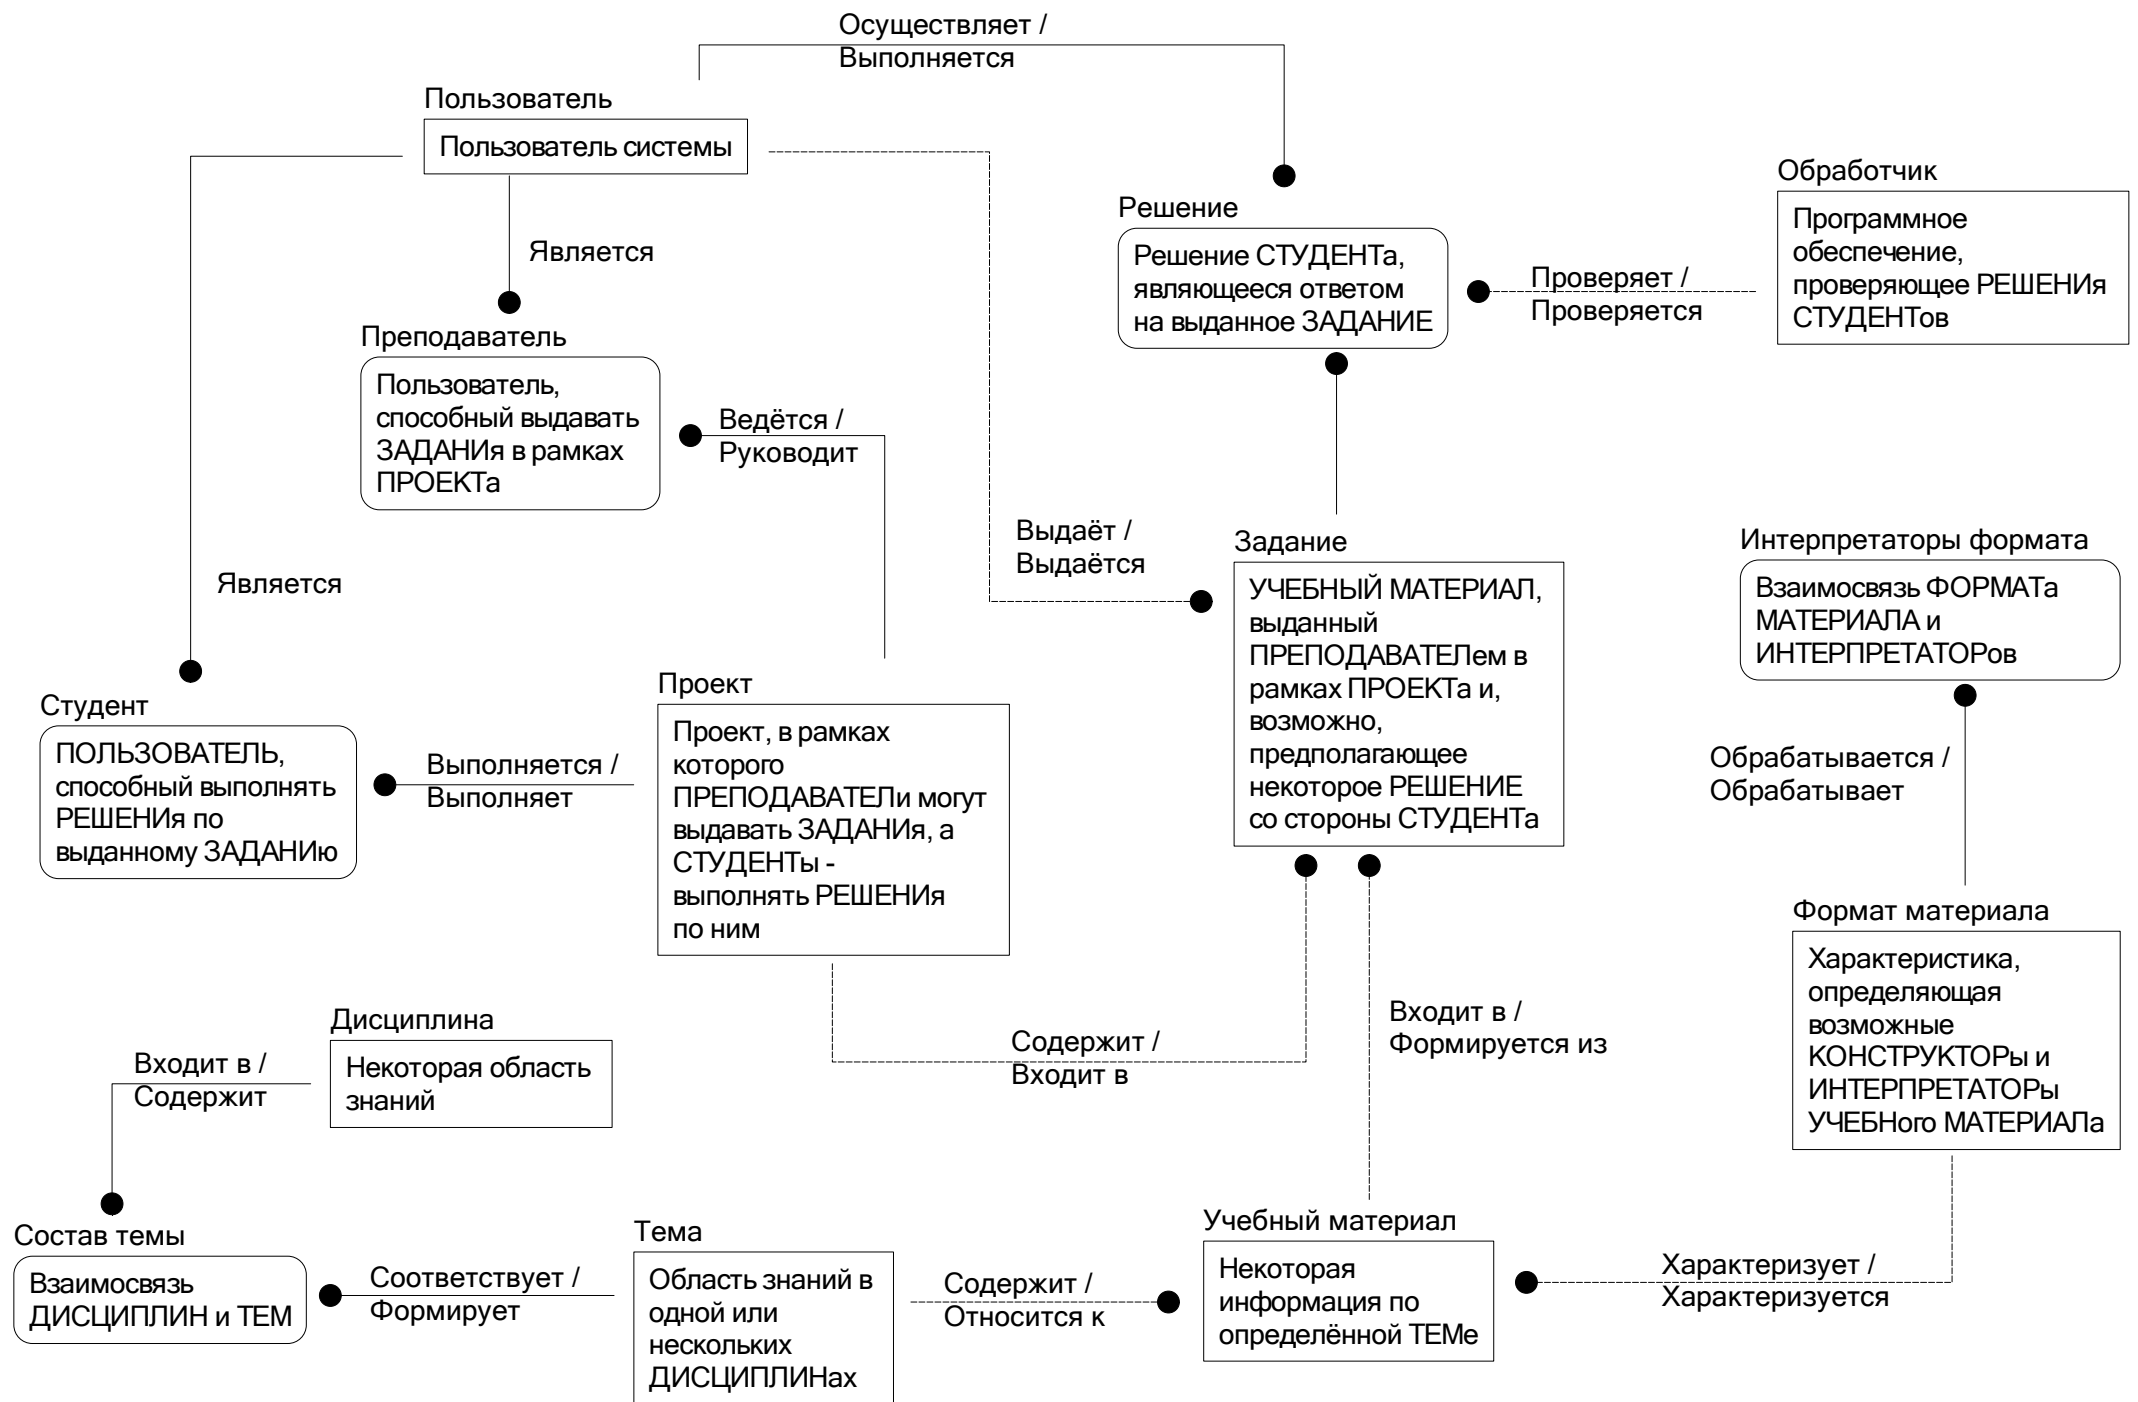 Осуществляет /
Выполняется
Пользователь
Пользователь системы
Обработчик
Программное
обеспечение,
проверяющее РЕШЕНИя
СТУДЕНТов
Решение
Решение СТУДЕНТа,
являющееся ответом
на выданное ЗАДАНИЕ
Проверяет /
Проверяется
Является
Преподаватель
Пользователь,
способный выдавать
ЗАДАНИя в рамках
ПРОЕКТа
Ведётся /
Руководит
Выдаёт /
Выдаётся
Задание
УЧЕБНЫЙ МАТЕРИАЛ,
выданный
ПРЕПОДАВАТЕЛем в
рамках ПРОЕКТа и,
возможно,
предполагающее
некоторое РЕШЕНИЕ
со стороны СТУДЕНТа
Интерпретаторы формата
Взаимосвязь ФОРМАТа
МАТЕРИАЛА и
ИНТЕРПРЕТАТОРов
Является
Студент
ПОЛЬЗОВАТЕЛЬ,
способный выполнять
РЕШЕНИя по
выданному ЗАДАНИю
Выполняется /
Выполняет
Проект
Проект, в рамках
которого
ПРЕПОДАВАТЕЛи могут
выдавать ЗАДАНИя, а
СТУДЕНТы -
выполнять РЕШЕНИя
по ним
Обрабатывается /
Обрабатывает
Формат материала
Характеристика,
определяющая
возможные
КОНСТРУКТОРы и
ИНТЕРПРЕТАТОРы
УЧЕБНого МАТЕРИАЛа
Дисциплина
Некоторая область
знаний
Входит в /
Содержит
Содержит /
Входит в
Входит в /
Формируется из
Состав темы
Взаимосвязь
ДИСЦИПЛИН и ТЕМ
Соответствует /
Формирует
Тема
Область знаний в
одной или
нескольких
ДИСЦИПЛИНах
Содержит /
Относится к
Учебный материал
Некоторая
информация по
определённой ТЕМе
Характеризует /
Характеризуется